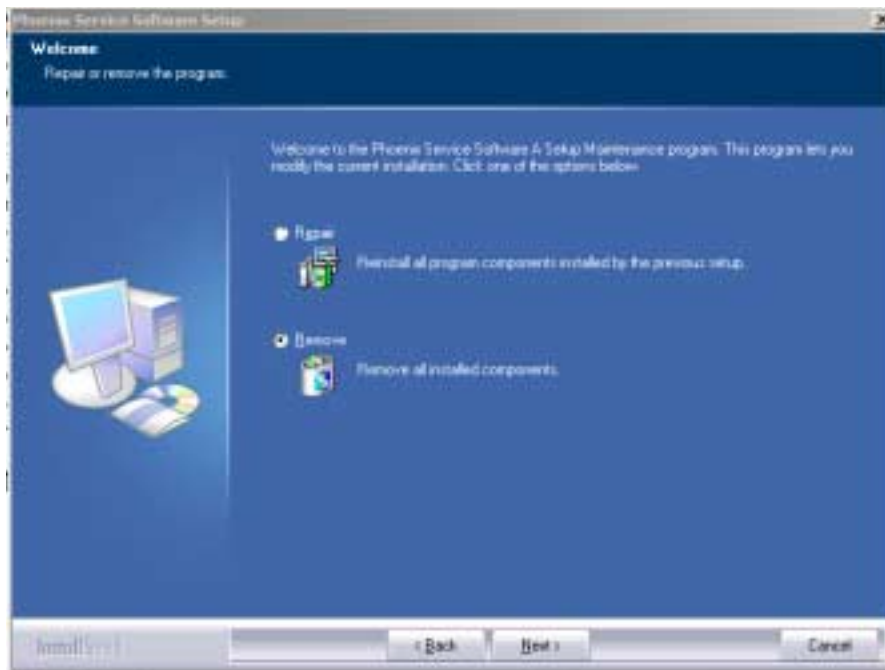 Phoenix Service Software Setup
Welcome
Repair or remove the program.
Welcome to the Phoenix Service Software A Setup Maintenance program. This program lets you
modify the current installation. Click one of the options below.
Repair
Reinstall all program components installed by the previous setup.
Remove
Remove all installed components.
InstallShield
< Back
Next >
Cancel